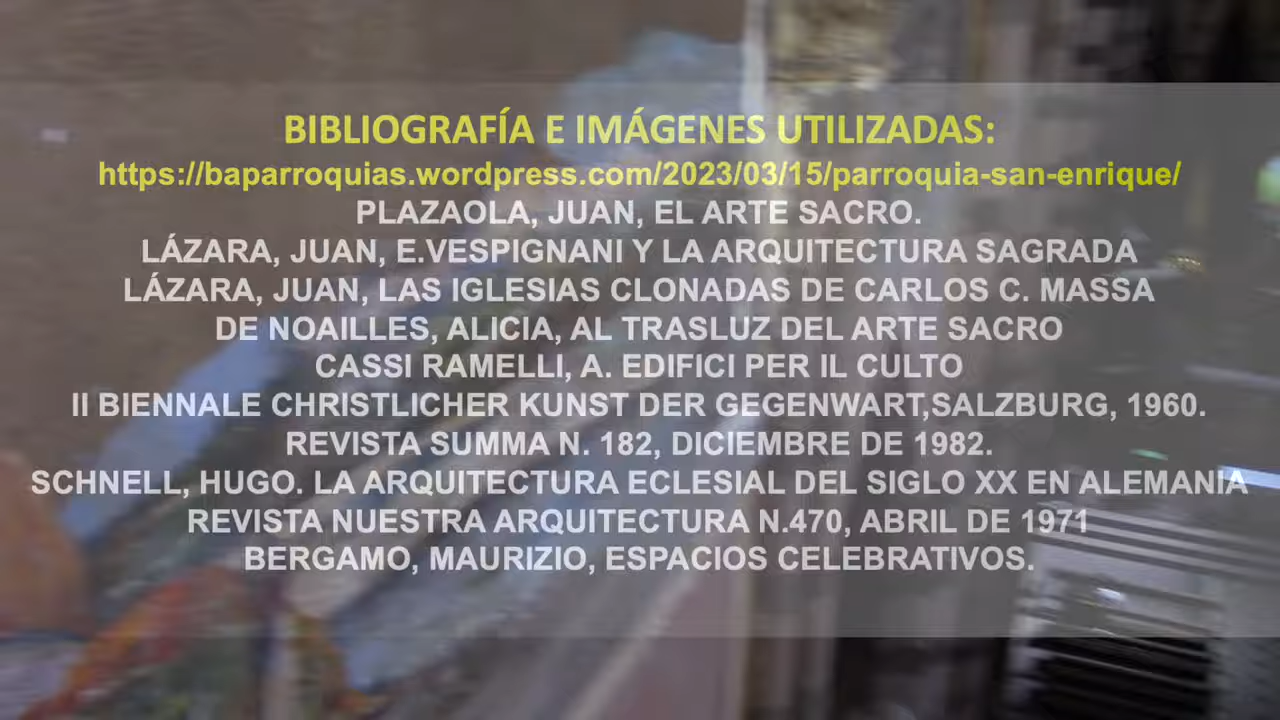 BIBLIOGRAFÍA E IMÁGENES UTILIZADAS:
https://baparroquias.wordpress.com/2023/03/15/parroquia-san-enrique/
PLAZAOLA, JUAN, EL ARTE SACRO.
LÁZARA, JUAN, E.VESPIGNANI Y LA ARQUITECTURA SAGRADA
LÁZARA, JUAN, LAS IGLESIAS CLONADAS DE CARLOS C. MASSA
DE NOAILLES, ALICIA, AL TRASLUZ DEL ARTE SACRO
CASSI RAMELLI, A. EDIFICI PER IL CULTO
II BIENNALE CHRISTLICHER KUNST DER GEGENWART,SALZBURG, 1960.
REVISTA SUMMA N. 182, DICIEMBRE DE 1982.
SCHNELL, HUGO. LA ARQUITECTURA ECLESIAL DEL SIGLO XX EN ALEMANIA
REVISTA NUESTRA ARQUITECTURA N.470, ABRIL DE 1971
BERGAMO, MAURIZIO, ESPACIOS CELEBRATIVOS.